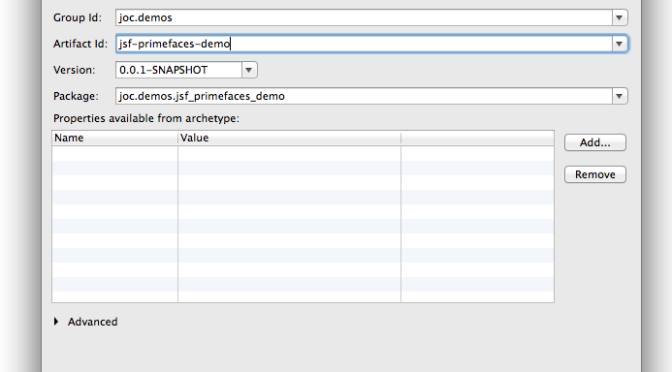 Group Id: joc.demos
Artifact Id: jsf-primefaces-demo
Version: 0.0.1-SNAPSHOT
Package: joc.demos.jsf_primefaces_demo
Properties available from archetype:
Name Value
Add...
Remove
Advanced